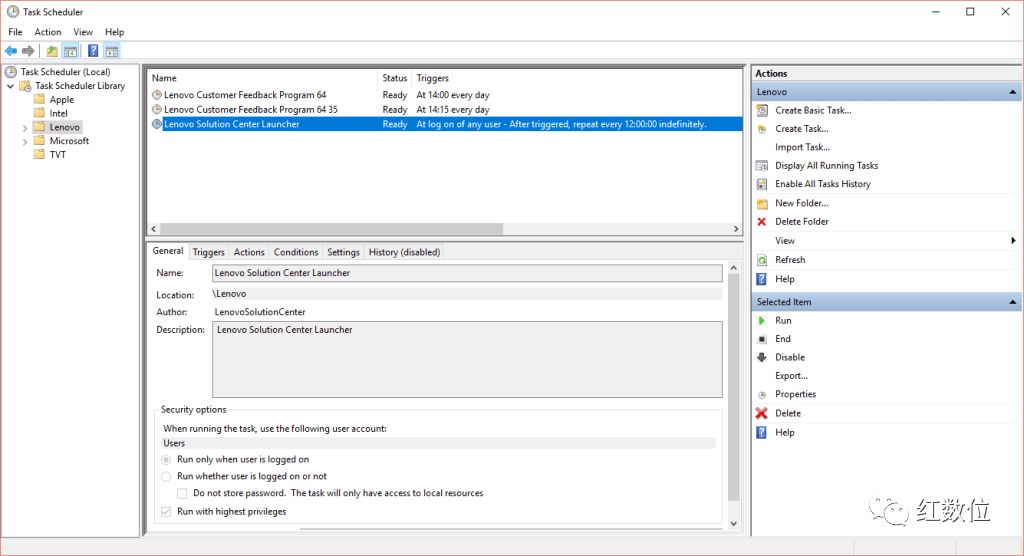 Task Scheduler
File Action View Help
Task Scheduler (Local)
Task Scheduler Library
Apple
Intel
Lenovo
Microsoft
TVT
Name Status Triggers
Lenovo Customer Feedback Program 64 Ready At 14:00 every day
Lenovo Customer Feedback Program 64 35 Ready At 14:15 every day
Lenovo Solution Center Launcher Ready At log on of any user - After triggered, repeat every 12:00:00 indefinitely.
General Triggers Actions Conditions Settings History (disabled)
Name: Lenovo Solution Center Launcher
Location: \Lenovo
Author: LenovoSolutionCenter
Description: Lenovo Solution Center Launcher
Security options
When running the task, use the following user account:
Users
Run only when user is logged on
Run whether user is logged on or not
Do not store password. The task will only have access to local resources
Run with highest privileges
Actions
Lenovo
Create Basic Task...
Create Task...
Import Task...
Display All Running Tasks
Enable All Tasks History
New Folder...
Delete Folder
View
Refresh
Help
Selected Item
Run
End
Disable
Export...
Properties
Delete
Help
红数位